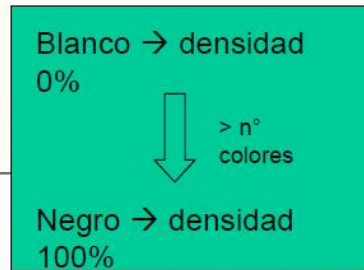 Blanco → densidad
0%
> n°
colores
Negro → densidad
100%